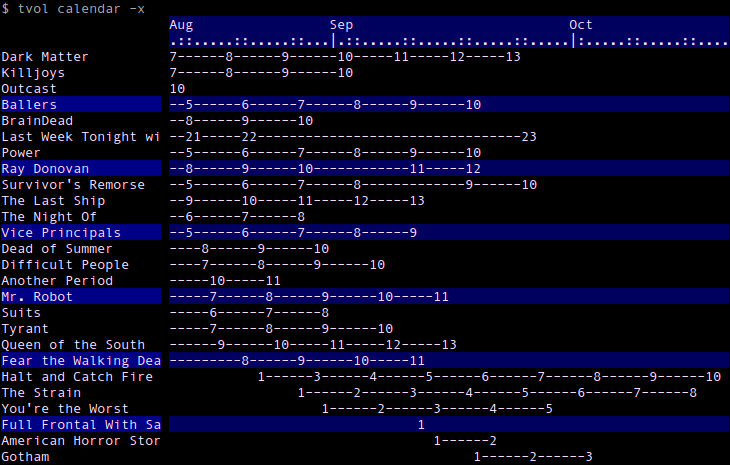 $ tvol calendar -x
Aug                 Sep                           Oct
.::.....::.....::...|.::.....::.....::.....::.....|:.....::.....::....
Dark Matter 7------8------9------10-----11-----12-----13
Killjoys 7------8------9------10
Outcast 10
Ballers --5------6------7------8------9------10
BrainDead --8------9------10
Last Week Tonight wi --21-----22---------------------------------23
Power --5------6------7------8------9------10
Ray Donovan --8------9------10------------11-----12
Survivor's Remorse --5------6------7------8-------------9------10
The Last Ship --9------10-----11-----12-----13
The Night Of --6------7------8
Vice Principals --5------6------7------8------9
Dead of Summer ----8------9------10
Difficult People ----7------8------9------10
Another Period -----10-----11
Mr. Robot -----7------8------9------10-----11
Suits -----6------7------8
Tyrant -----7------8------9------10
Queen of the South ------9------10-----11-----12-----13
Fear the Walking Dea ---------8------9------10-----11
Halt and Catch Fire 1------3------4------5------6------7------8------9------10
The Strain 1------2------3------4------5------6------7------8
You're the Worst 1------2------3------4------5
Full Frontal With Sa 1
American Horror Stor 1------2
Gotham 1------2------3